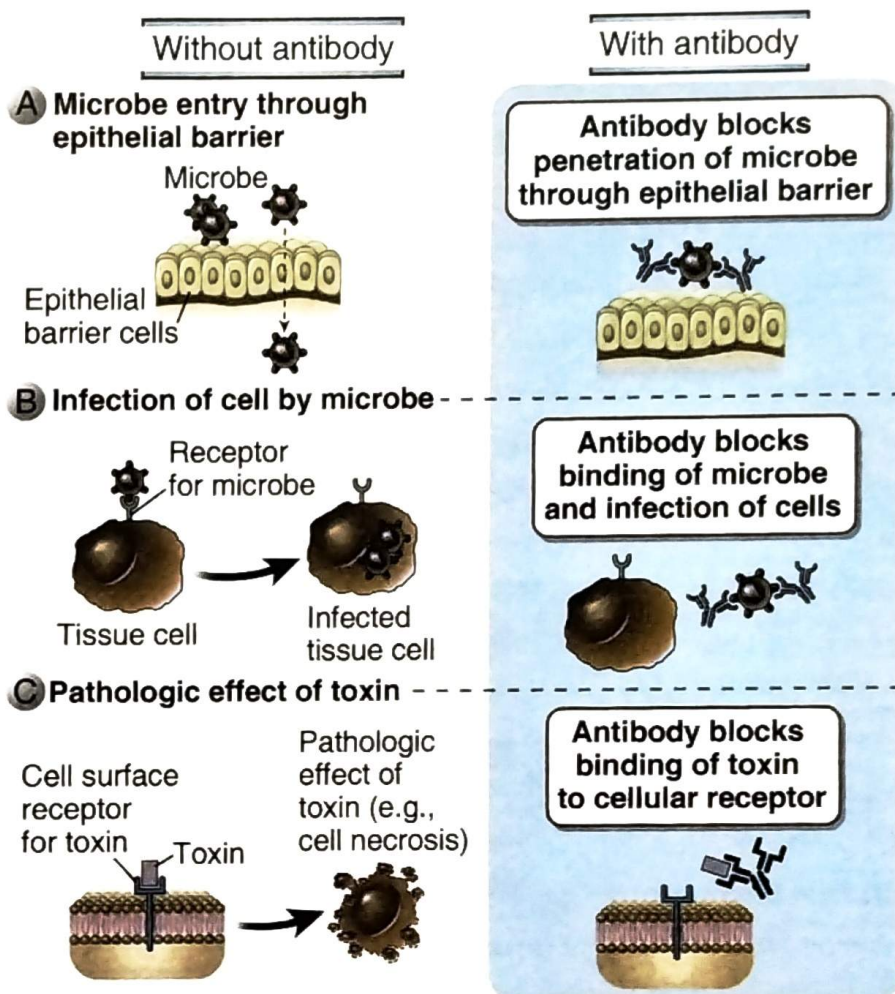 Without antibody
With antibody
A Microbe entry through
epithelial barrier
Microbe
Epithelial
barrier cells
Antibody blocks
penetration of microbe
through epithelial barrier
B Infection of cell by microbe
Receptor
for microbe
Tissue cell
Infected
tissue cell
Antibody blocks
binding of microbe
and infection of cells
C Pathologic effect of toxin
Cell surface
receptor
for toxin
Toxin
Pathologic
effect of
toxin (e.g.,
cell necrosis)
Antibody blocks
binding of toxin
to cellular receptor